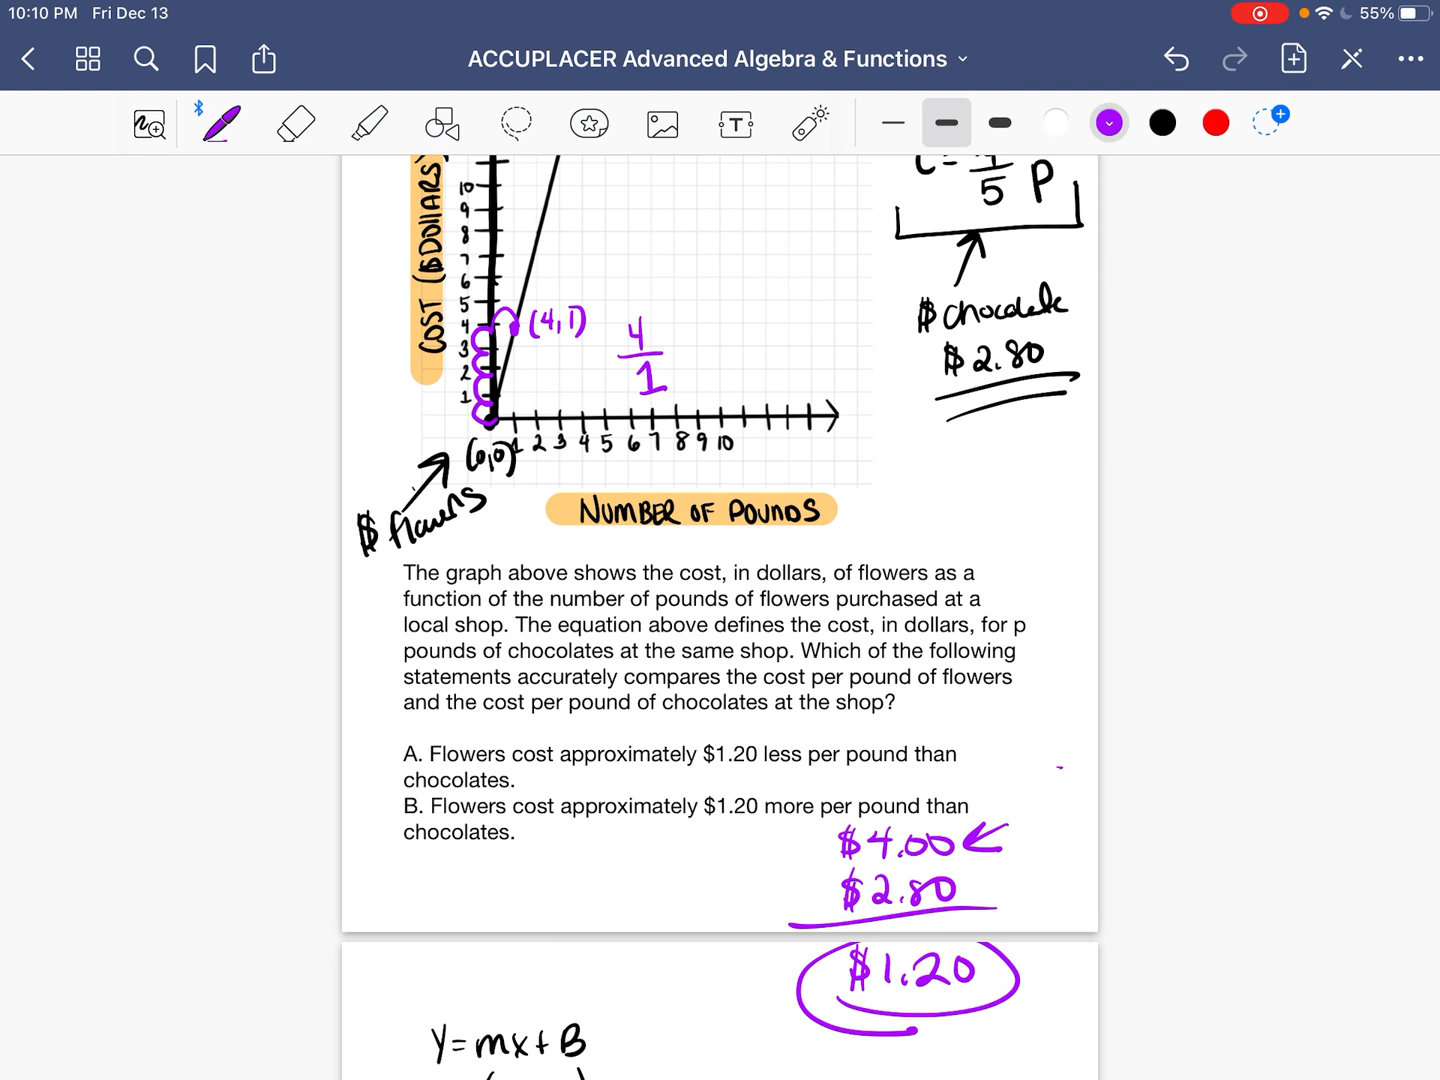 10:10 PM Fri Dec 13
55%
ACCUPLACER Advanced Algebra & Functions
T
COST ($DOLLARS)
10
9
8
7
6
5
4
3
2
1
(4,1)
4
1
(0,0)
1 2 3 4 5 6 7 8 9 10
$ flowers
NUMBER OF POUNDS
5 P
$ chocolate
$2.80
The graph above shows the cost, in dollars, of flowers as a
function of the number of pounds of flowers purchased at a
local shop. The equation above defines the cost, in dollars, for p
pounds of chocolates at the same shop. Which of the following
statements accurately compares the cost per pound of flowers
and the cost per pound of chocolates at the shop?
A. Flowers cost approximately $1.20 less per pound than
chocolates.
B. Flowers cost approximately $1.20 more per pound than
chocolates.
$4.00
$2.80
$1.20
Y=mx+B